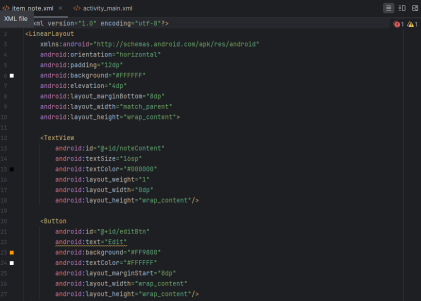 item_note.xml
activity_main.xml
XML file
xml version="1.0" encoding="utf-8"?>
1 1
<LinearLayout
xmlns:android="http://schemas.android.com/apk/res/android"
android:orientation="horizontal"
android:padding="12dp"
android:background="#FFFFFF"
android:elevation="4dp"
android:layout_marginBottom="8dp"
android:layout_width="match_parent"
android:layout_height="wrap_content">
<TextView
android:id="@+id/noteContent"
android:textSize="16sp"
android:textColor="#000000"
android:layout_weight="1"
android:layout_width="0dp"
android:layout_height="wrap_content"/>
<Button
android:id="@+id/editBtn"
android:text="Edit"
android:background="#FF9800"
android:textColor="#FFFFFF"
android:layout_marginStart="8dp"
android:layout_width="wrap_content"
android:layout_height="wrap_content"/>